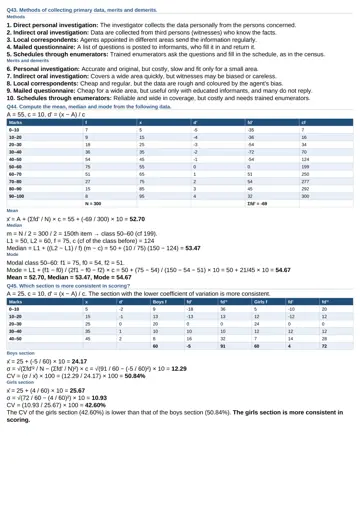 Q43. Methods of collecting primary data, merits and demerits.
Methods
1. Direct personal investigation: The investigator collects the data personally from the persons concerned.
2. Indirect oral investigation: Data are collected from third persons (witnesses) who know the facts.
3. Local correspondents: Agents appointed in different areas send the information regularly.
4. Mailed questionnaire: A list of questions is posted to informants, who fill it in and return it.
5. Schedules through enumerators: Trained enumerators ask the questions and fill in the schedule, as in the census.
Merits and demerits
6. Personal investigation: Accurate and original, but costly, slow and fit only for a small area.
7. Indirect oral investigation: Covers a wide area quickly, but witnesses may be biased or careless.
8. Local correspondents: Cheap and regular, but the data are rough and coloured by the agent's bias.
9. Mailed questionnaire: Cheap for a wide area, but useful only with educated informants, and many do not reply.
10. Schedules through enumerators: Reliable and wide in coverage, but costly and needs trained enumerators.
Q44. Compute the mean, median and mode from the following data.
A = 55, c = 10, d' = (x − A) / c
Marks f x d' fd' cf
0–10 7 5 -5 -35 7
10–20 9 15 -4 -36 16
20–30 18 25 -3 -54 34
30–40 36 35 -2 -72 70
40–50 54 45 -1 -54 124
50–60 75 55 0 0 199
60–70 51 65 1 51 250
70–80 27 75 2 54 277
80–90 15 85 3 45 292
90–100 8 95 4 32 300
N = 300 Σfd' = -69
Mean
x̄ = A + (Σfd' / N) × c = 55 + (-69 / 300) × 10 = 52.70
Median
m = N / 2 = 300 / 2 = 150th item → class 50–60 (cf 199).
L1 = 50, L2 = 60, f = 75, c (cf of the class before) = 124
Median = L1 + ((L2 − L1) / f) (m − c) = 50 + (10 / 75) (150 − 124) = 53.47
Mode
Modal class 50–60: f1 = 75, f0 = 54, f2 = 51.
Mode = L1 + (f1 − f0) / (2f1 − f0 − f2) × c = 50 + (75 − 54) / (150 − 54 − 51) × 10 = 50 + 21/45 × 10 = 54.67
Mean = 52.70, Median = 53.47, Mode = 54.67
Q45. Which section is more consistent in scoring?
A = 25, c = 10, d' = (x − A) / c. The section with the lower coefficient of variation is more consistent.
Marks x d' Boys f fd' fd'² Girls f fd' fd'²
0–10 5 -2 9 -18 36 5 -10 20
10–20 15 -1 13 -13 13 12 -12 12
20–30 25 0 20 0 0 24 0 0
30–40 35 1 10 10 10 12 12 12
40–50 45 2 8 16 32 7 14 28
60 -5 91 60 4 72
Boys section
x̄ = 25 + (-5 / 60) × 10 = 24.17
σ = √(Σfd'² / N − (Σfd' / N)²) × c = √(91 / 60 − (-5 / 60)²) × 10 = 12.29
CV = (σ / x̄) × 100 = (12.29 / 24.17) × 100 = 50.84%
Girls section
x̄ = 25 + (4 / 60) × 10 = 25.67
σ = √(72 / 60 − (4 / 60)²) × 10 = 10.93
CV = (10.93 / 25.67) × 100 = 42.60%
The CV of the girls section (42.60%) is lower than that of the boys section (50.84%). The girls section is more consistent in
scoring.